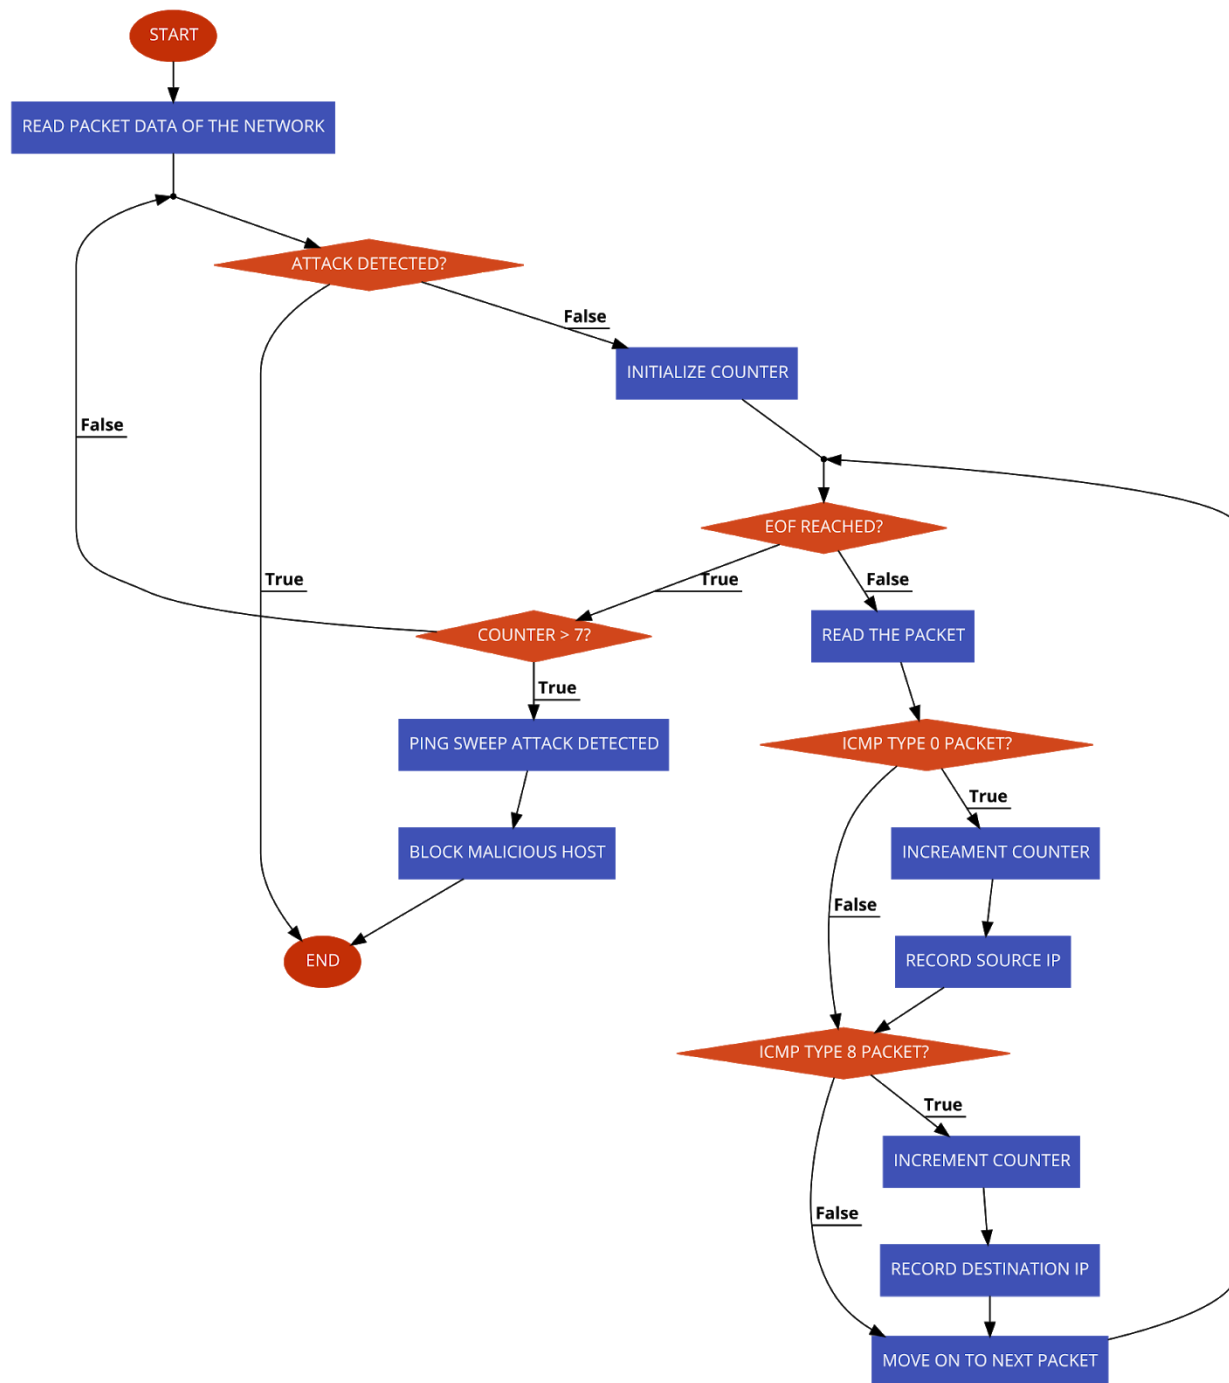 START
READ PACKET DATA OF THE NETWORK
ATTACK DETECTED?
False
INITIALIZE COUNTER
False
EOF REACHED?
True
True
False
COUNTER > 7?
READ THE PACKET
True
PING SWEEP ATTACK DETECTED
ICMP TYPE 0 PACKET?
True
BLOCK MALICIOUS HOST
INCREAMENT COUNTER
False
END
RECORD SOURCE IP
ICMP TYPE 8 PACKET?
True
INCREMENT COUNTER
False
RECORD DESTINATION IP
MOVE ON TO NEXT PACKET